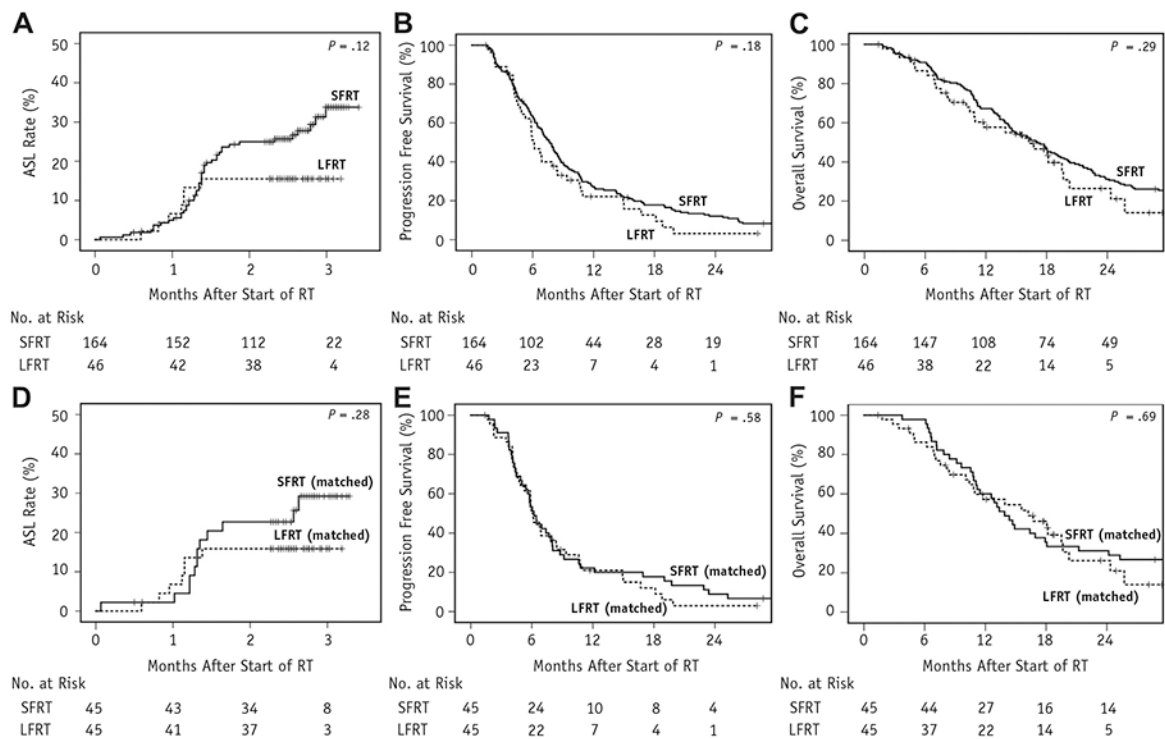 A
P = .12
50
40
30
20
10
0
ASL Rate (%)
SFRT
LFRT
0 1 2 3
Months After Start of RT
No. at Risk
SFRT 164 152 112 22
LFRT 46 42 38 4
B
P = .18
100
80
60
40
20
0
Progression Free Survival (%)
SFRT
LFRT
0 6 12 18 24
Months After Start of RT
No. at Risk
SFRT 164 102 44 28 19
LFRT 46 23 7 4 1
C
P = .29
100
80
60
40
20
0
Overall Survival (%)
SFRT
LFRT
0 6 12 18 24
Months After Start of RT
No. at Risk
SFRT 164 147 108 74 49
LFRT 46 38 22 14 5
D
P = .28
50
40
30
20
10
0
ASL Rate (%)
SFRT (matched)
LFRT (matched)
0 1 2 3
Months After Start of RT
No. at Risk
SFRT 45 43 34 8
LFRT 45 41 37 3
E
P = .58
100
80
60
40
20
0
Progression Free Survival (%)
SFRT (matched)
LFRT (matched)
0 6 12 18 24
Months After Start of RT
No. at Risk
SFRT 45 24 10 8 4
LFRT 45 22 7 4 1
F
P = .69
100
80
60
40
20
0
Overall Survival (%)
SFRT (matched)
LFRT (matched)
0 6 12 18 24
Months After Start of RT
No. at Risk
SFRT 45 44 27 16 14
LFRT 45 37 22 14 5